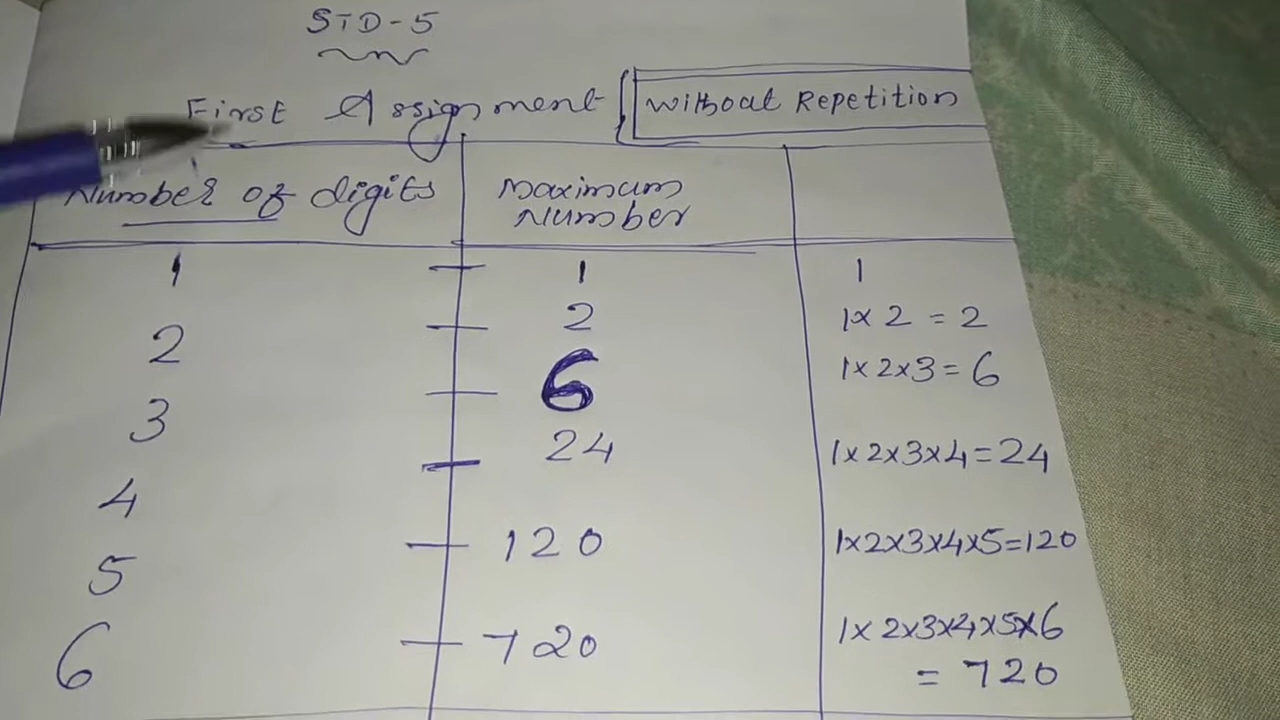 STD-5
First Assignment without Repetition
Number of digits Maximum Number
1 1 1
2 2 1×2=2
3 6 1×2×3=6
4 24 1×2×3×4=24
5 120 1×2×3×4×5=120
6 720 1×2×3×4×5×6
=720